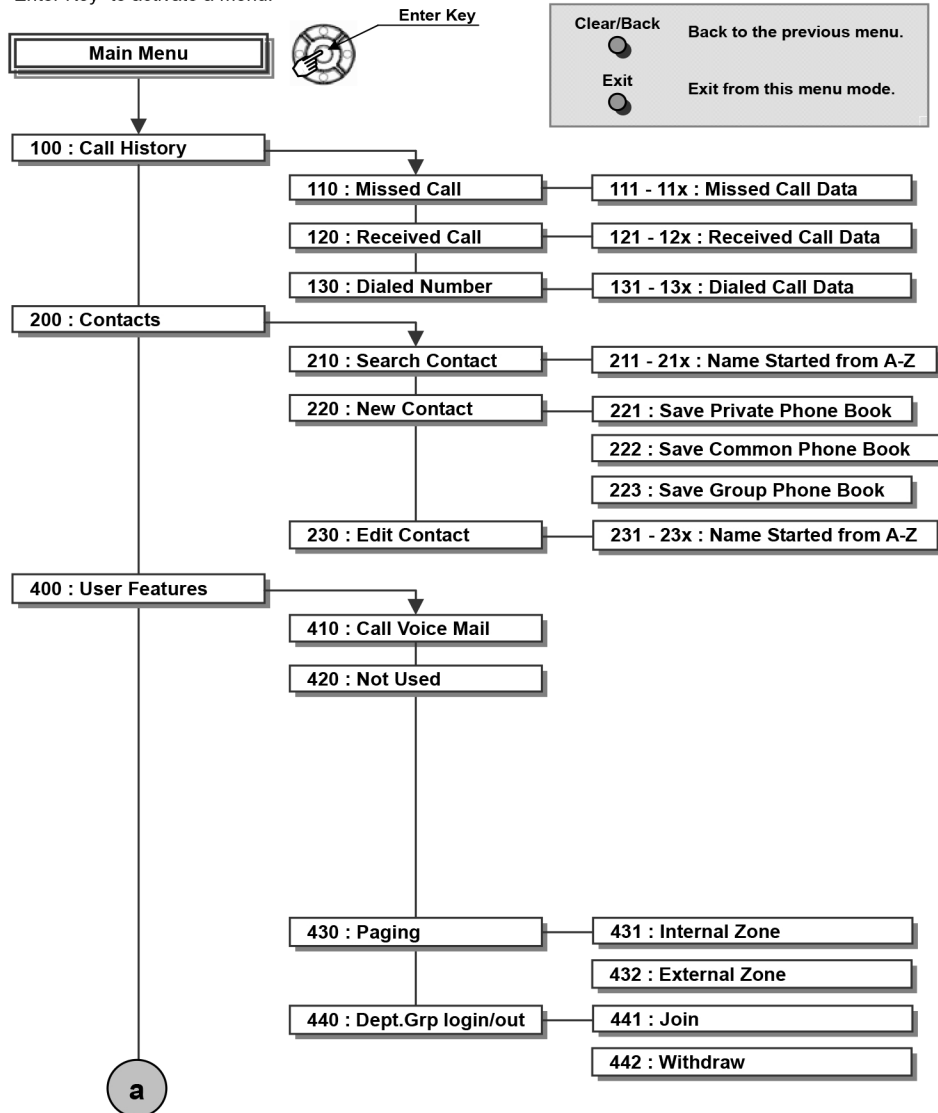 "Enter Key" to activate a menu.
Enter Key
Clear/Back
Back to the previous menu.
Exit
Exit from this menu mode.
Main Menu
100 : Call History
110 : Missed Call
111 - 11x : Missed Call Data
120 : Received Call
121 - 12x : Received Call Data
130 : Dialed Number
131 - 13x : Dialed Call Data
200 : Contacts
210 : Search Contact
211 - 21x : Name Started from A-Z
220 : New Contact
221 : Save Private Phone Book
222 : Save Common Phone Book
223 : Save Group Phone Book
230 : Edit Contact
231 - 23x : Name Started from A-Z
400 : User Features
410 : Call Voice Mail
420 : Not Used
430 : Paging
431 : Internal Zone
432 : External Zone
440 : Dept.Grp login/out
441 : Join
442 : Withdraw
a